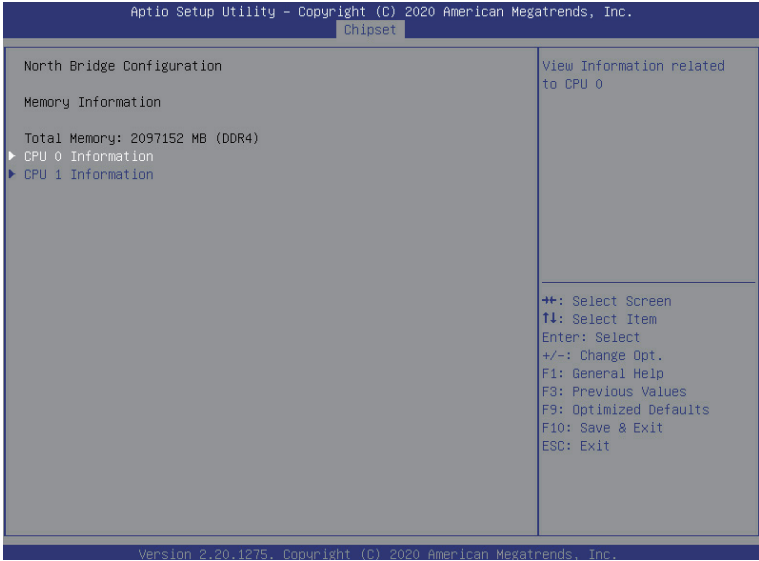 Aptio Setup Utility – Copyright (C) 2020 American Megatrends, Inc.
Chipset
North Bridge Configuration
Memory Information
Total Memory: 2097152 MB (DDR4)
CPU 0 Information
CPU 1 Information
View Information related
to CPU 0
→←: Select Screen
↑↓: Select Item
Enter: Select
+/-: Change Opt.
F1: General Help
F3: Previous Values
F9: Optimized Defaults
F10: Save & Exit
ESC: Exit
Version 2.20.1275. Copyright (C) 2020 American Megatrends, Inc.